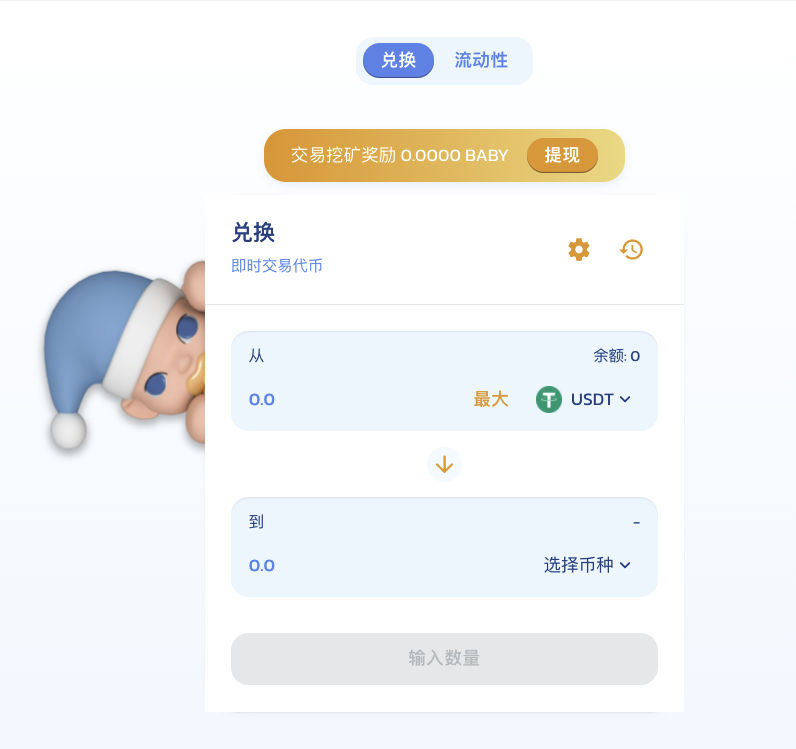 兑换 流动性
交易挖矿奖励 0.0000 BABY 提现
兑换
即时交易代币
从 余额: 0
0.0 最大 USDT
到 -
0.0 选择币种
输入数量